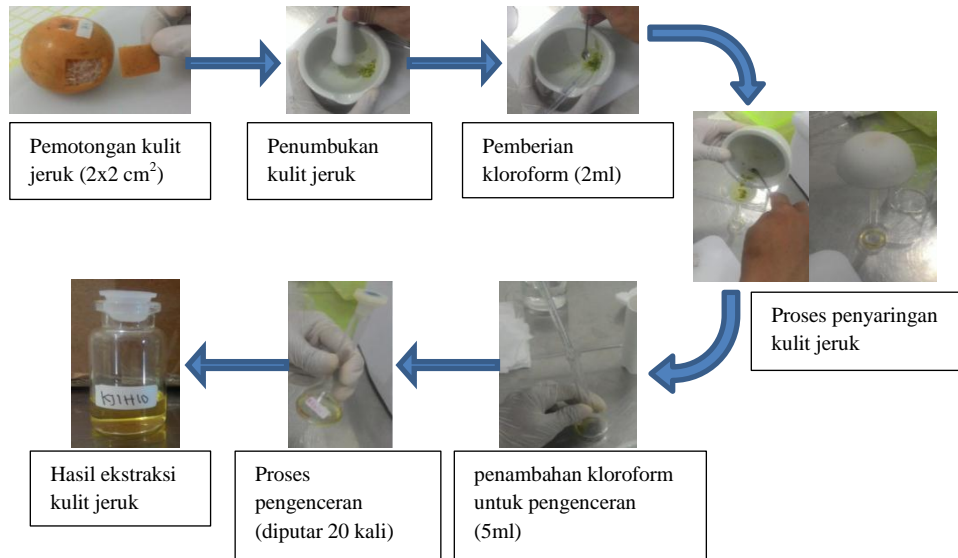 Pemotongan kulit
jeruk (2x2 cm²)
Penumbukan
kulit jeruk
Pemberian
kloroform (2ml)
Proses penyaringan
kulit jeruk
penambahan kloroform
untuk pengenceran
(5ml)
Proses
pengenceran
(diputar 20 kali)
KJ1H10
Hasil ekstraksi
kulit jeruk